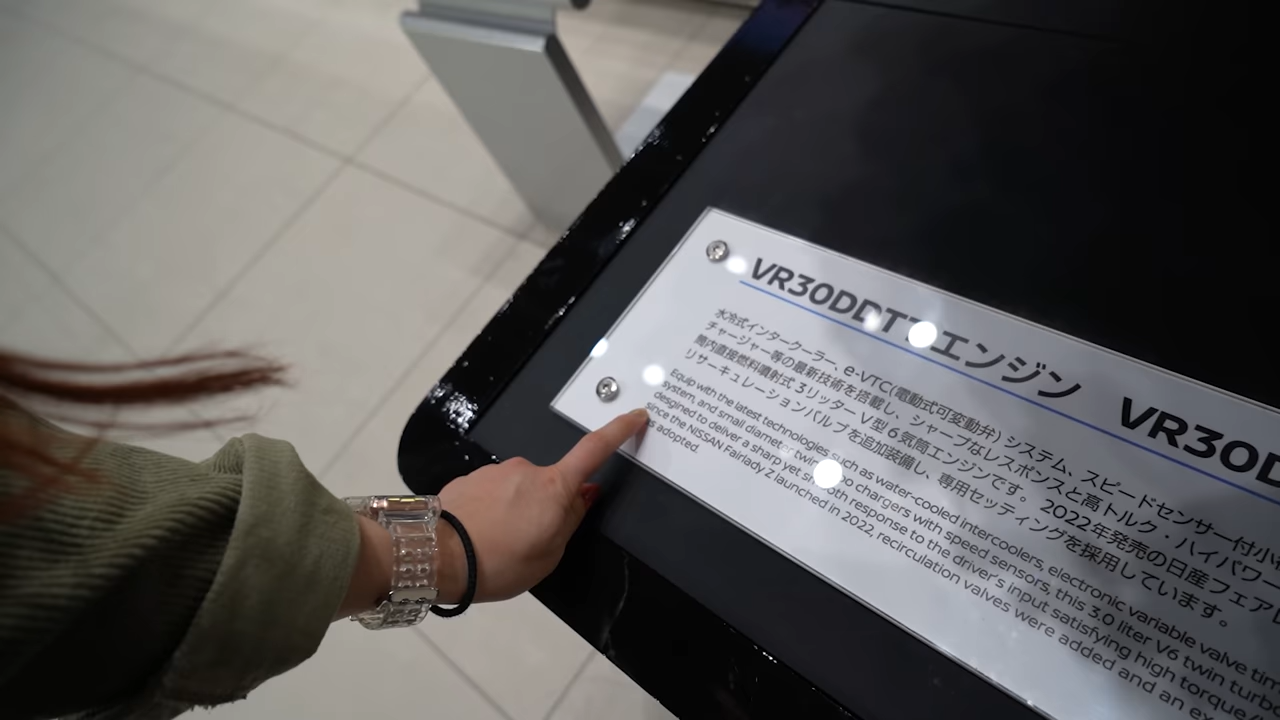 VR30DDTTエンジン VR30D
水冷式インタークーラー、e-VTC(電動式可変動弁) システム、スピードセンサー付小
チャージャー等の最新技術を搭載し、シャープなレスポンスと高トルク・ハイパワー
筒内直接燃料噴射式 3リッター V型6気筒エンジンです。2022年発売の日産フェアレ
リサーキュレーションバルブを追加装備し、専用セッティングを採用しています。
Equip with the latest technologies such as water-cooled intercoolers, electronic variable valve tim
system, and small diameter twin turbo chargers with speed sensors, this 3.0 liter V6 twin turbo
desgined to deliver a sharp yet smooth response to the driver's input satisfying high torque/
since the NISSAN Fairlady Z launched in 2022, recirculation valves were added and an ex
is adopted.